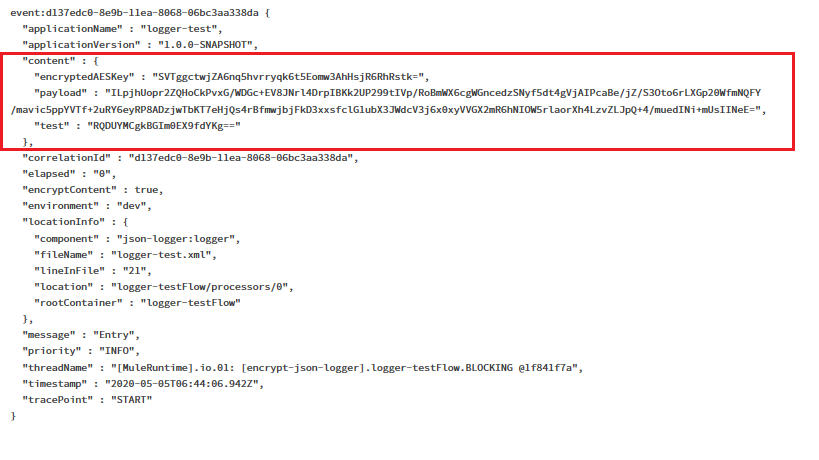 event:d137edc0-8e9b-11ea-8068-06bc3aa338da {
"applicationName" : "logger-test",
"applicationVersion" : "1.0.0-SNAPSHOT",
"content" : {
"encryptedAESKey" : "SVTggctwjZA6nq5hvrryqk6t5Eomw3AhHsjR6RhRstk=",
"payload" : "ILpjhUopr2ZQHoCkPvxG/WDGc+EV8JNrl4DrpIBKk2UP299tIVp/RoBmWX6cgWGncedzSNyf5dt4gVjAIPcaBe/jZ/S3Oto6rLXGp20WfmNQFY
/mavic5ppYVTf+2uRY6eyRP8ADzjwTbKT7eHjQs4rBfmwjbjFkD3xxsfclGlubX3JWdcV3j6x0xyVVGX2mR6hNIOW5rlaorXh4LzvZLJpQ+4/muedINi+mUsIINeE=",
"test" : "RQDUYMCgkBGIm0EX9fdYKg=="
},
"correlationId" : "d137edc0-8e9b-11ea-8068-06bc3aa338da",
"elapsed" : "0",
"encryptContent" : true,
"environment" : "dev",
"locationInfo" : {
"component" : "json-logger:logger",
"fileName" : "logger-test.xml",
"lineInFile" : "21",
"location" : "logger-testFlow/processors/0",
"rootContainer" : "logger-testFlow"
},
"message" : "Entry",
"priority" : "INFO",
"threadName" : "[MuleRuntime].io.01: [encrypt-json-logger].logger-testFlow.BLOCKING @1f841f7a",
"timestamp" : "2020-05-05T06:44:06.942Z",
"tracePoint" : "START"
}